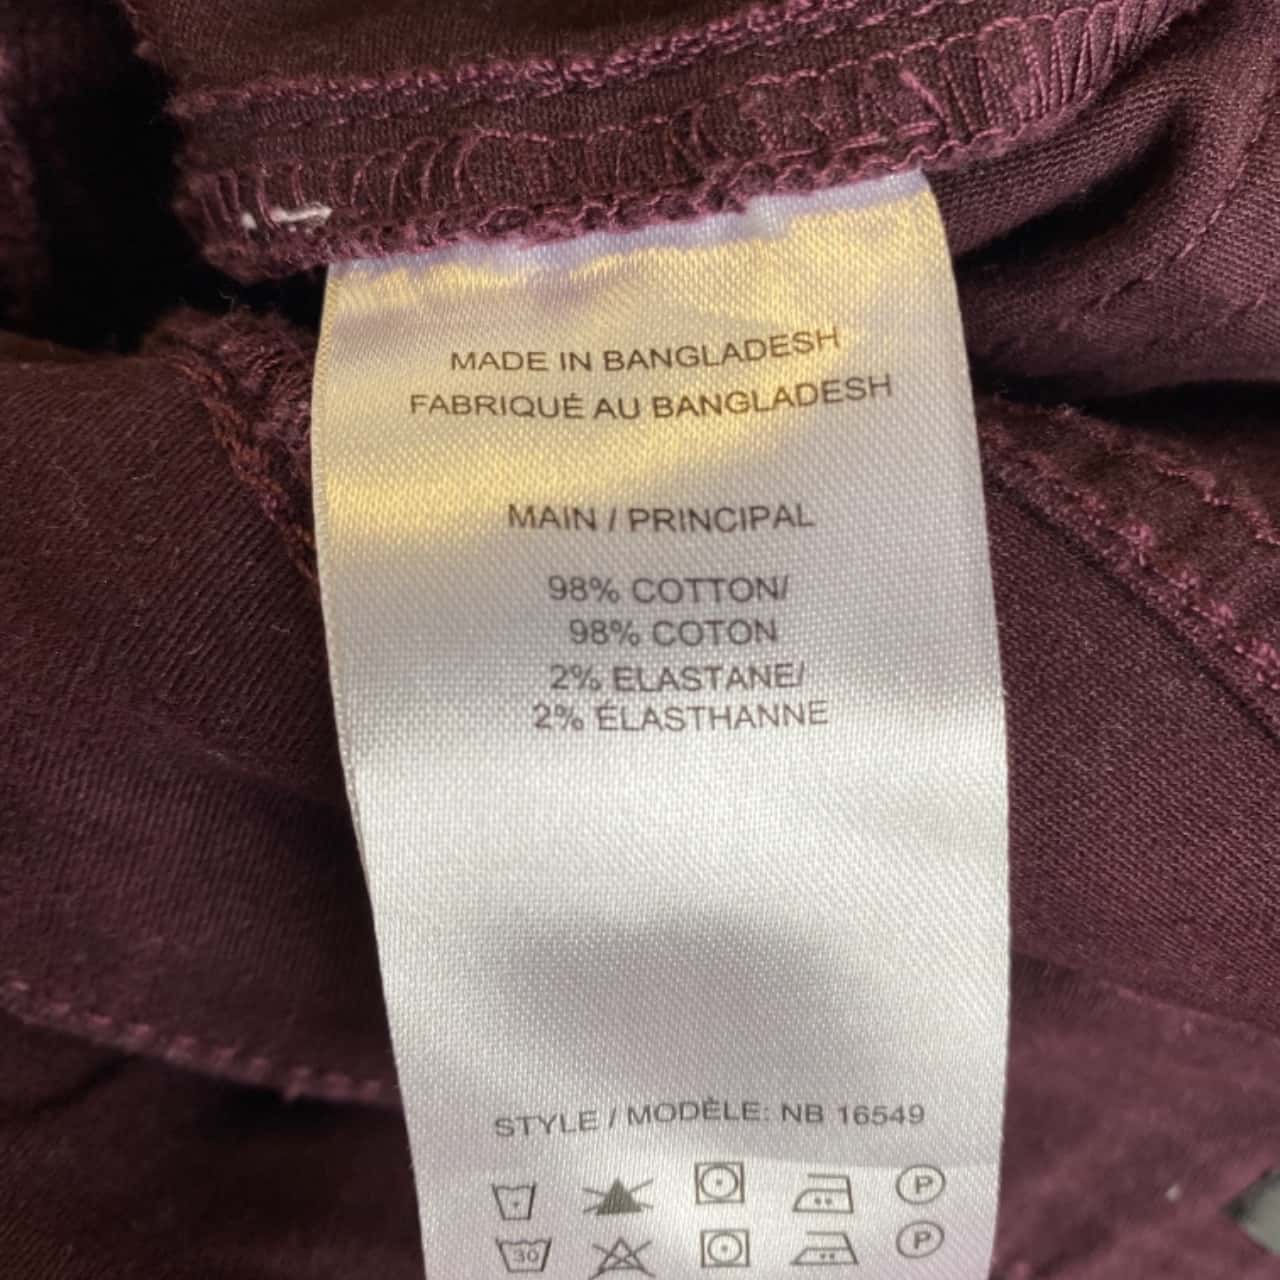 MADE IN BANGLADESH
FABRIQUÉ AU BANGLADESH
MAIN / PRINCIPAL
98% COTTON/
98% COTON
2% ELASTANE/
2% ÉLASTHANNE
STYLE / MODÈLE: NB 16549
P
30 P